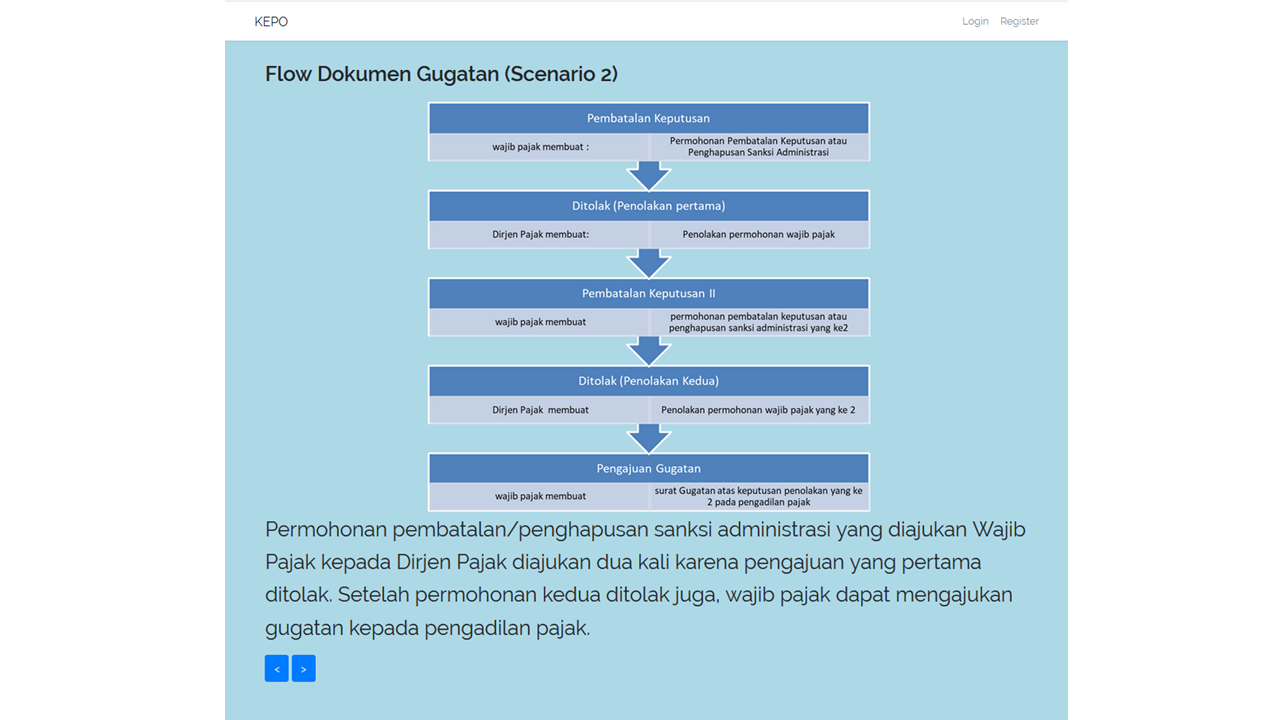 KEPO
Login
Register
Flow Dokumen Gugatan (Scenario 2)
Pembatalan Keputusan
wajib pajak membuat :
Permohonan Pembatalan Keputusan atau
Penghapusan Sanksi Administrasi
Ditolak (Penolakan pertama)
Dirjen Pajak membuat:
Penolakan permohonan wajib pajak
Pembatalan Keputusan II
wajib pajak membuat
permohonan pembatalan keputusan atau
penghapusan sanksi administrasi yang ke2
Ditolak (Penolakan Kedua)
Dirjen Pajak membuat
Penolakan permohonan wajib pajak yang ke 2
Pengajuan Gugatan
wajib pajak membuat
surat Gugatan atas keputusan penolakan yang ke
2 pada pengadilan pajak
Permohonan pembatalan/penghapusan sanksi administrasi yang diajukan Wajib
Pajak kepada Dirjen Pajak diajukan dua kali karena pengajuan yang pertama
ditolak. Setelah permohonan kedua ditolak juga, wajib pajak dapat mengajukan
gugatan kepada pengadilan pajak.
< >